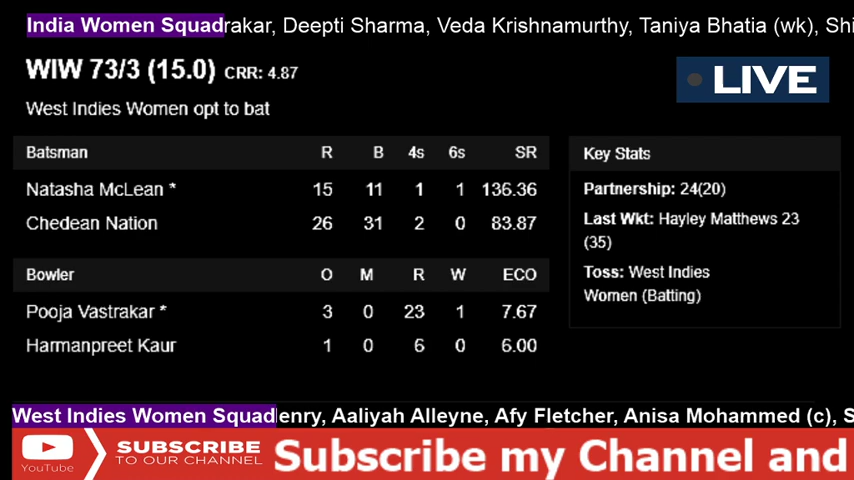 India Women Squad rakar, Deepti Sharma, Veda Krishnamurthy, Taniya Bhatia (wk), Shi
WIW 73/3 (15.0) CRR: 4.87
LIVE
West Indies Women opt to bat
Batsman R B 4s 6s SR
Natasha McLean * 15 11 1 1 136.36
Chedean Nation 26 31 2 0 83.87
Bowler O M R W ECO
Pooja Vastrakar * 3 0 23 1 7.67
Harmanpreet Kaur 1 0 6 0 6.00
Key Stats
Partnership: 24(20)
Last Wkt: Hayley Matthews 23
(35)
Toss: West Indies
Women (Batting)
West Indies Women Squad enry, Aaliyah Alleyne, Afy Fletcher, Anisa Mohammed (c), S
YouTube
SUBSCRIBE
TO OUR CHANNEL
Subscribe my Channel and